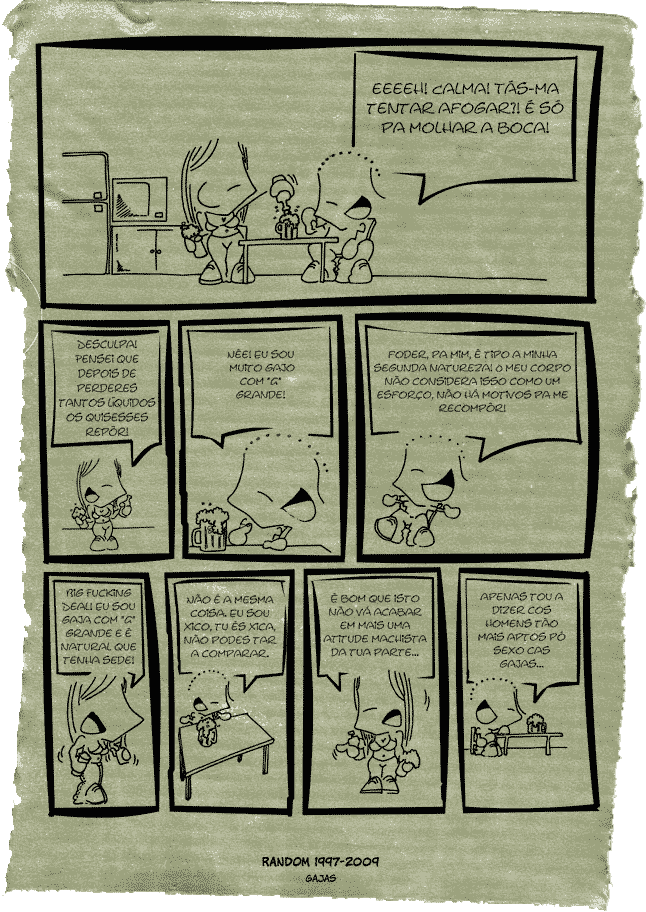 EEEEH! CALMA! TÁS-MA
TENTAR AFOGAR?! É SÓ
PA MOLHAR A BOCA!
DESCULPA!
PENSEI QUE
DEPOIS DE
PERDERES
TANTOS LÍQUIDOS
OS QUISESSES
REPÔR!
NÉE! EU SOU
MUITO GAJO
COM "G"
GRANDE!
FODER, PA MIM, É TIPO A MINHA
SEGUNDA NATUREZA! O MEU CORPO
NÃO CONSIDERA ISSO COMO UM
ESFORÇO, NÃO HÁ MOTIVOS PA ME
RECOMPÔR!
BIG FUCKING
DEAL! EU SOU
GAJA COM "G"
GRANDE E É
NATURAL QUE
TENHA SEDE!
NÃO É A MESMA
COISA. EU SOU
XICO, TU ÉS XICA,
NÃO PODES TAR
A COMPARAR.
É BOM QUE ISTO
NÃO VÁ ACABAR
EM MAIS UMA
ATITUDE MACHISTA
DA TUA PARTE...
APENAS TOU A
DIZER COS
HOMENS TÃO
MAIS APTOS PÓ
SEXO CAS
GAJAS...
RANDOM 1997-2009
GAJAS